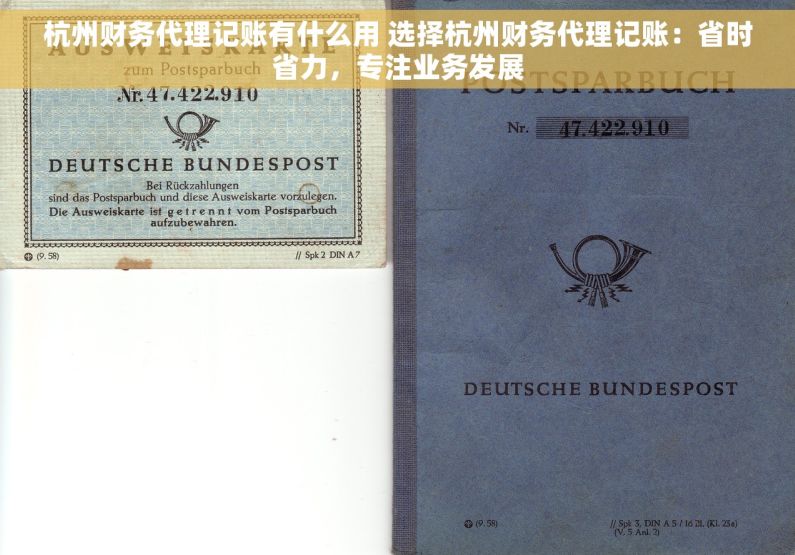 杭州财务代理记账有什么用 选择杭州财务代理记账：省时
省力，专注业务发展
AUSWEISKARTE
zum Postsparbuch
Nr. 47.422.910
DEUTSCHE BUNDESPOST
Bei Rückzahlungen
sind das Postsparbuch und diese Ausweiskarte vorzulegen.
Die Ausweiskarte ist getrennt vom Postsparbuch
aufzubewahren.
(9. 58)
// Spk 2 DIN A 7
POSTSPARBUCH
Nr. 47.422.910
DEUTSCHE BUNDESPOST
(9. 58)
// Spk 3, DIN A 5 / 16 Bl. (Kl. 23a)
(V. 5 Anl. 2)